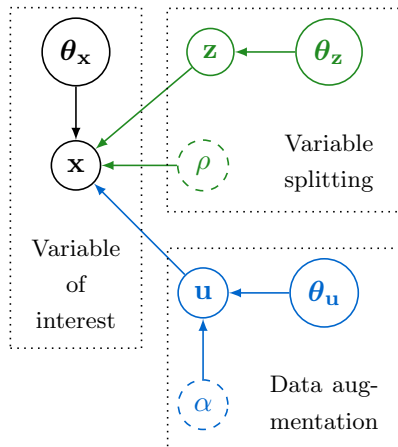 θx
z
θz
x
ρ
Variable
splitting
Variable
of
interest
u
θu
α
Data aug-
mentation